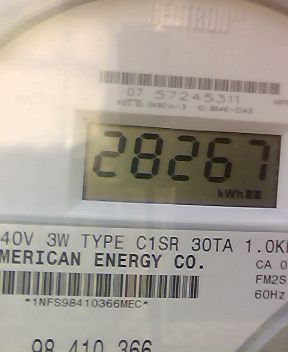 CENTRON
07 57245311
28267
kWh
40V 3W TYPE C1SR 30TA 1.0K
MERICAN ENERGY CO.
CA 0
FM2S
60Hz
*1NFS98410366MEC*
98 410 366